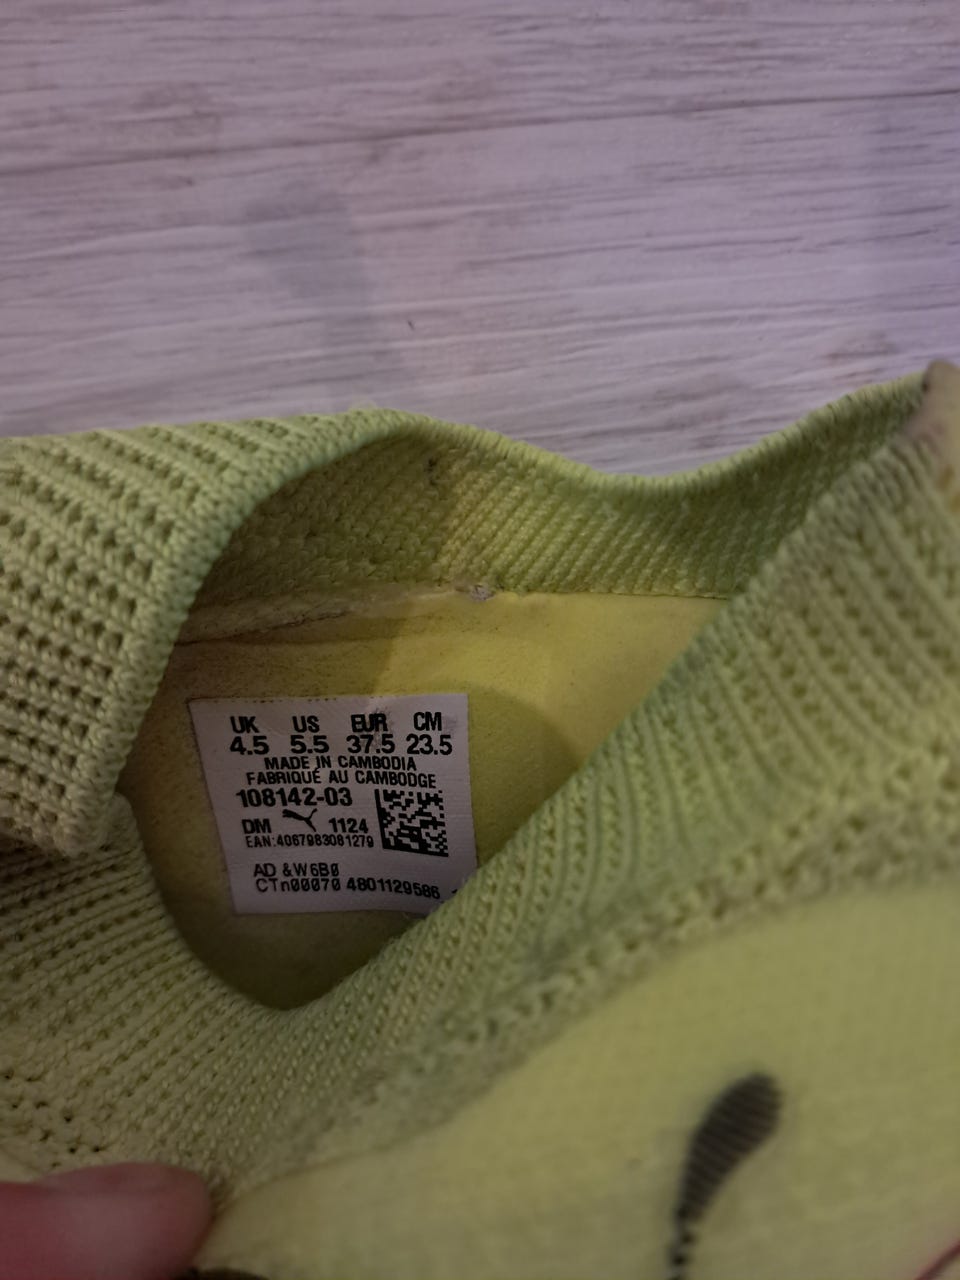 UK US EUR CM
4.5 5.5 37.5 23.5
MADE IN CAMBODIA
FABRIQUÉ AU CAMBODGE
108142-03
DM 1124
EAN:4067983081279
AD &W6B0
CTn00070 4801129586